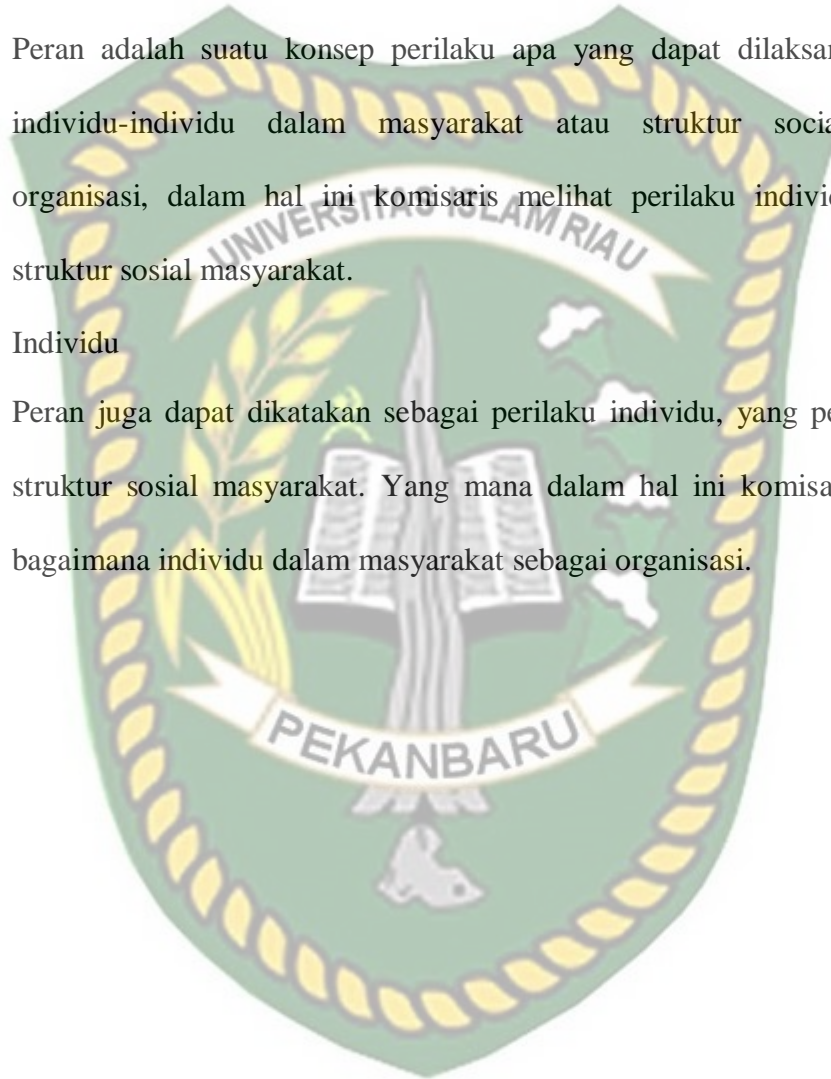 Peran adalah suatu konsep perilaku apa yang dapat dilaksan
individu-individu dalam masyarakat atau struktur socia
organisasi, dalam hal ini komisaris melihat perilaku individ
UNIVERSITAS ISLAM RIAU
struktur sosial masyarakat.
Individu
Peran juga dapat dikatakan sebagai perilaku individu, yang pe
struktur sosial masyarakat. Yang mana dalam hal ini komisa
bagaimana individu dalam masyarakat sebagai organisasi.
PEKANBARU